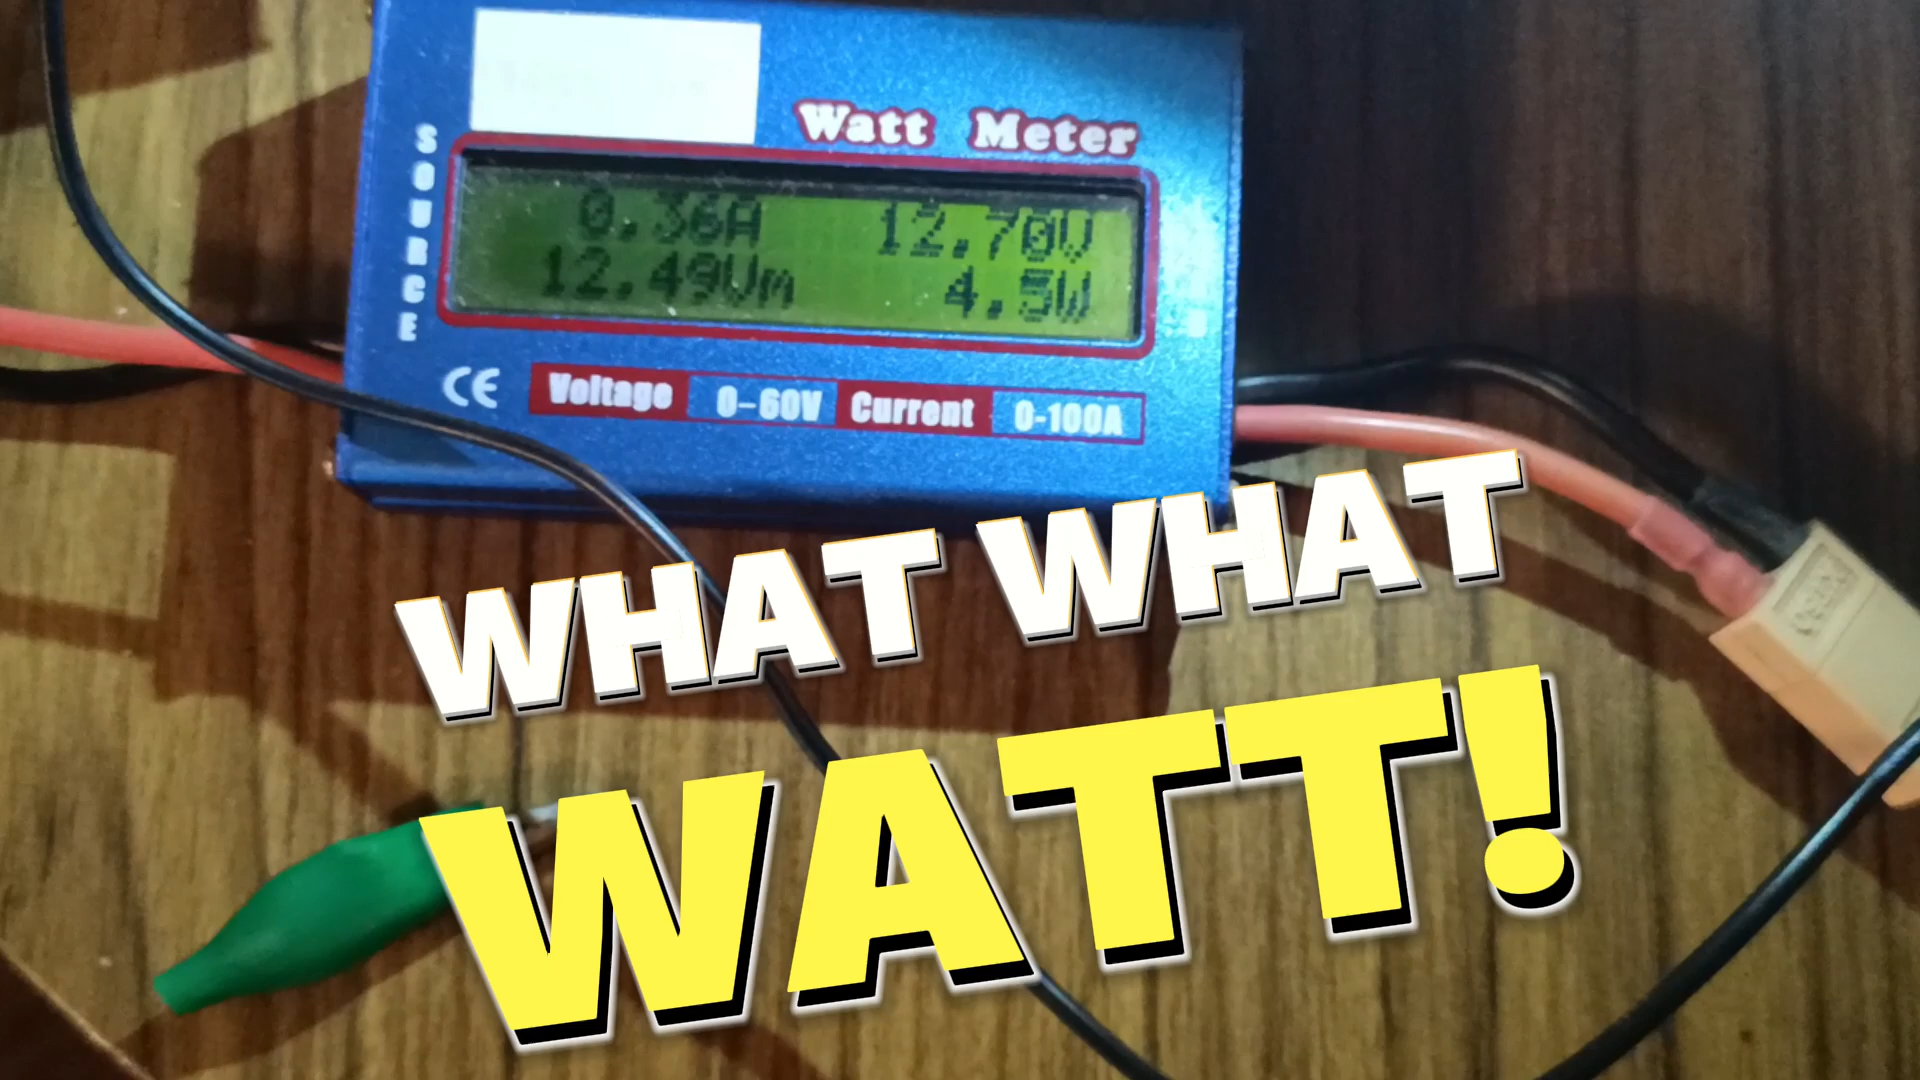 Watt Meter
SOURCE
0.36A 12.70V
12.49Vm 4.5W
CE Voltage 0-60V Current 0-100A
WHAT WHAT
WATT!